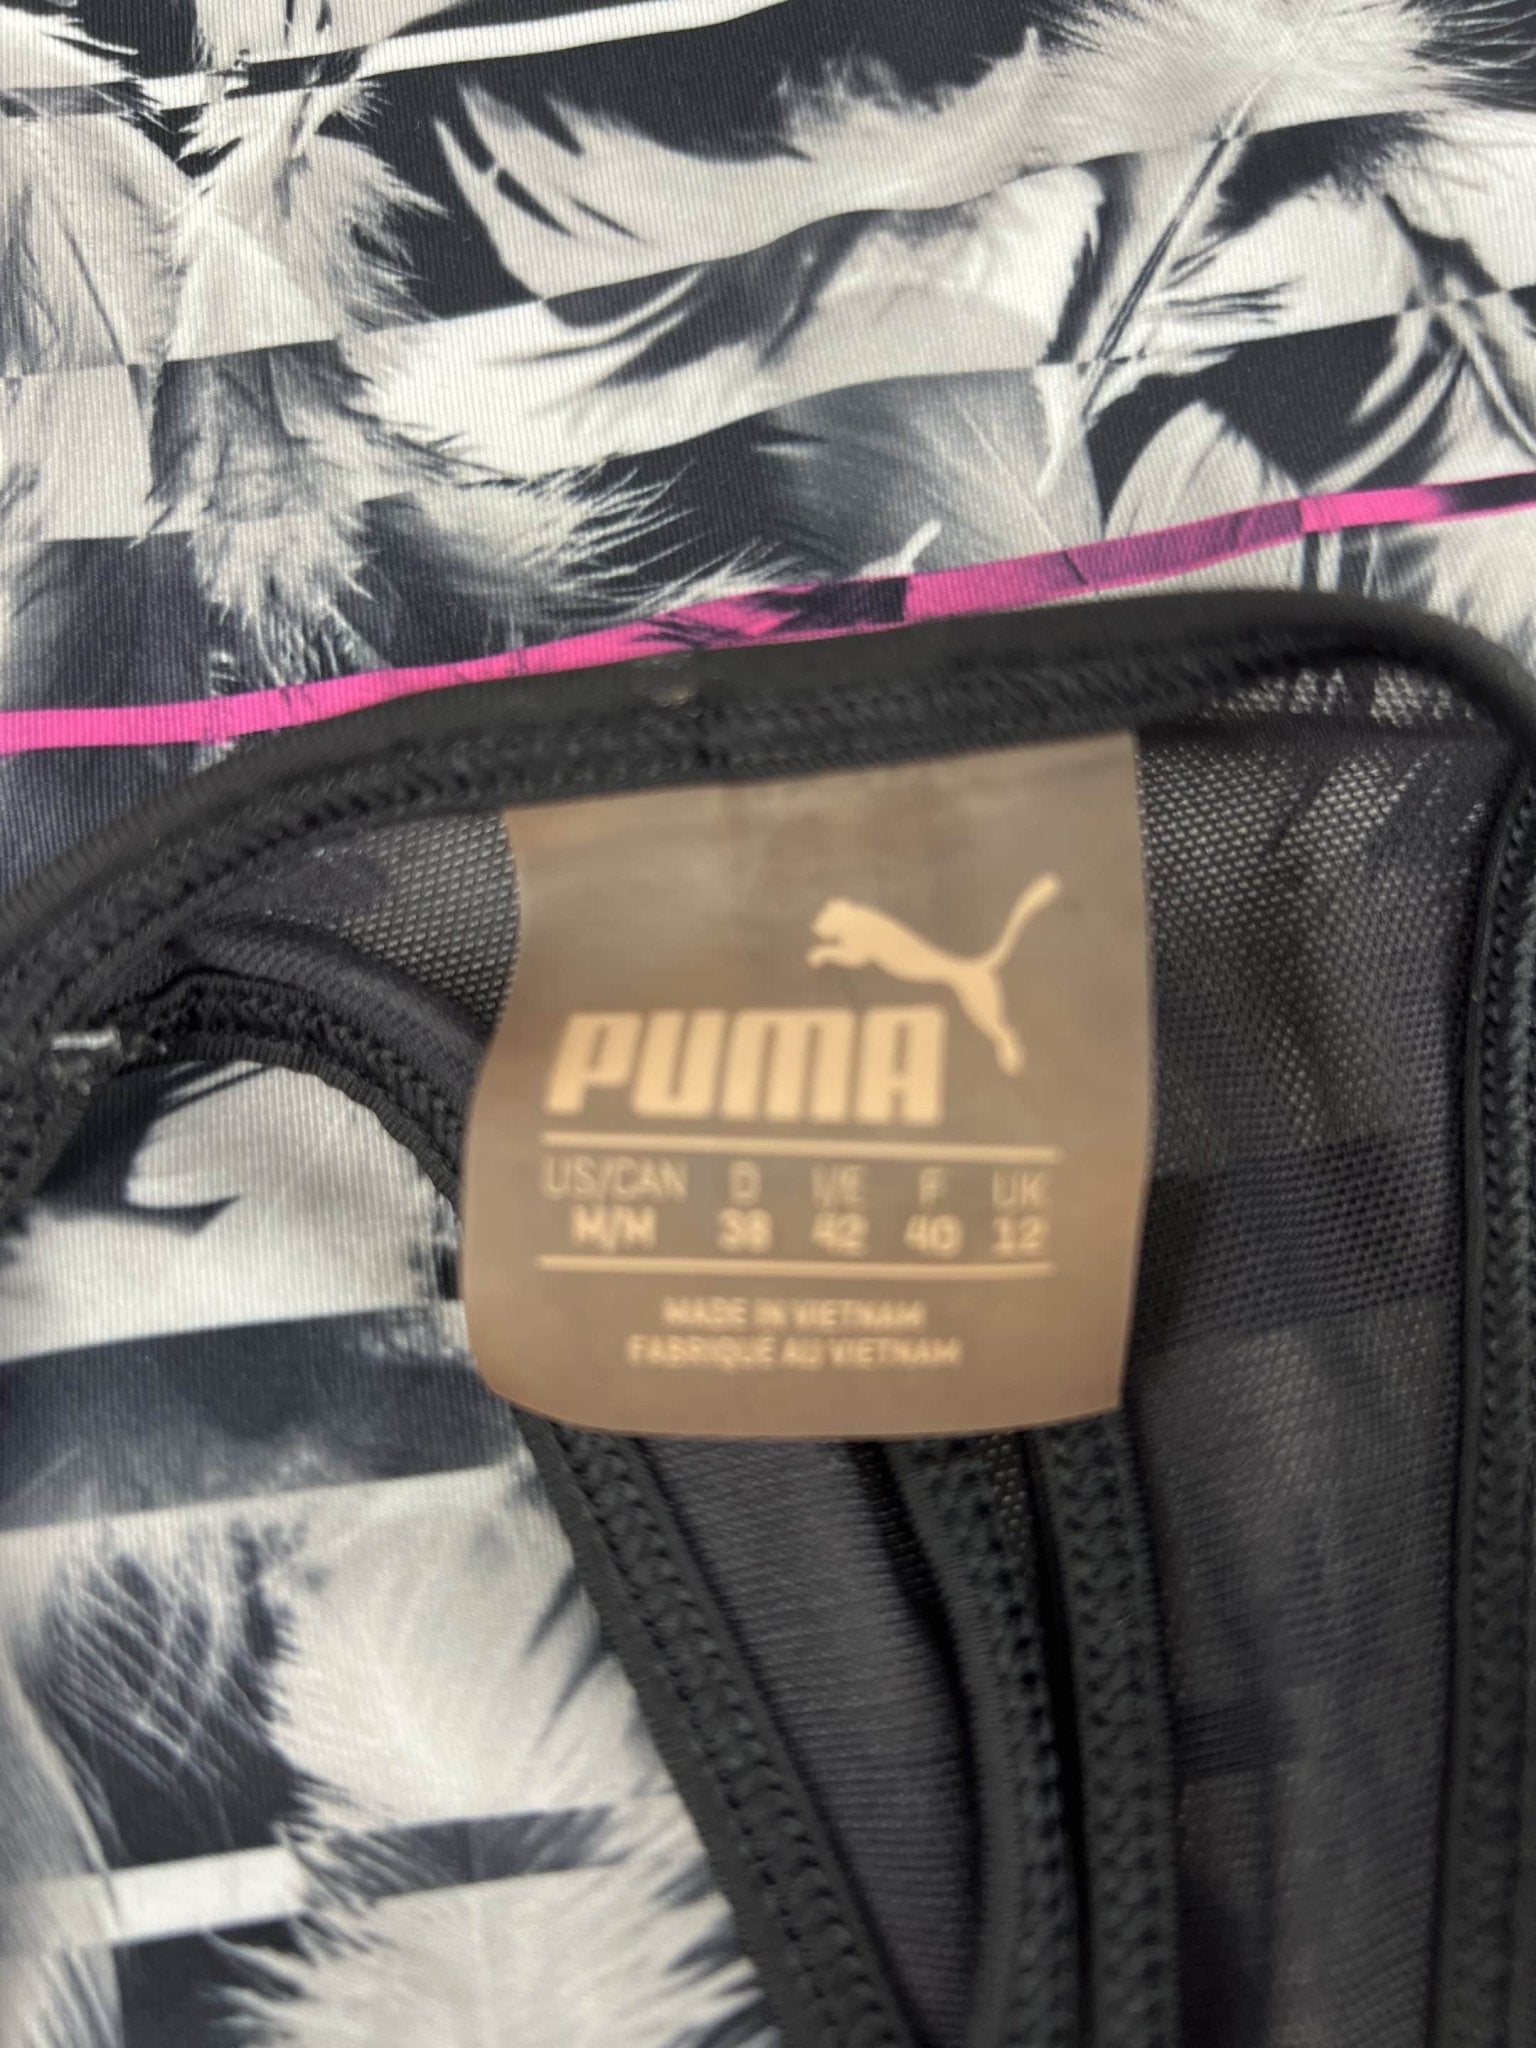 PUMA
US/CAN D I/E F UK
M/M 38 42 40 12
MADE IN VIETNAM
FABRIQUE AU VIETNAM